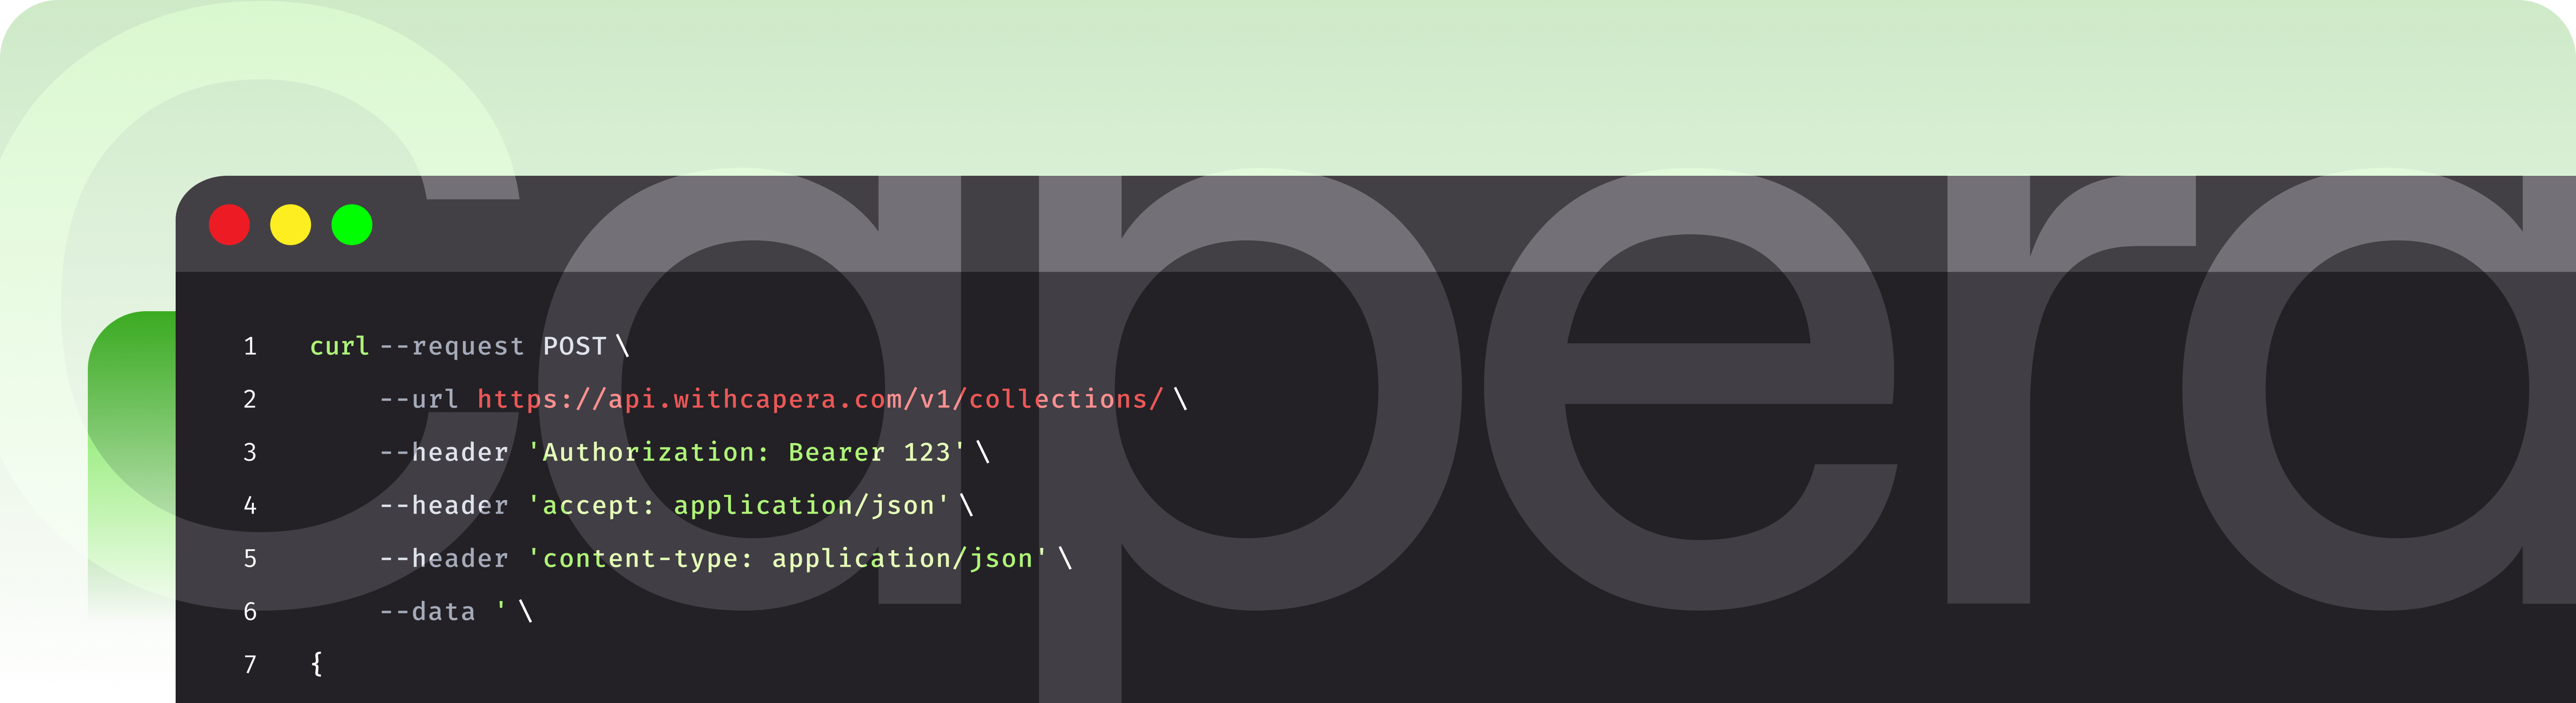 Capera
1 curl --request POST \
2 --url https://api.withcapera.com/v1/collections/ \
3 --header 'Authorization: Bearer 123' \
4 --header 'accept: application/json' \
5 --header 'content-type: application/json' \
6 --data ' \
7 {